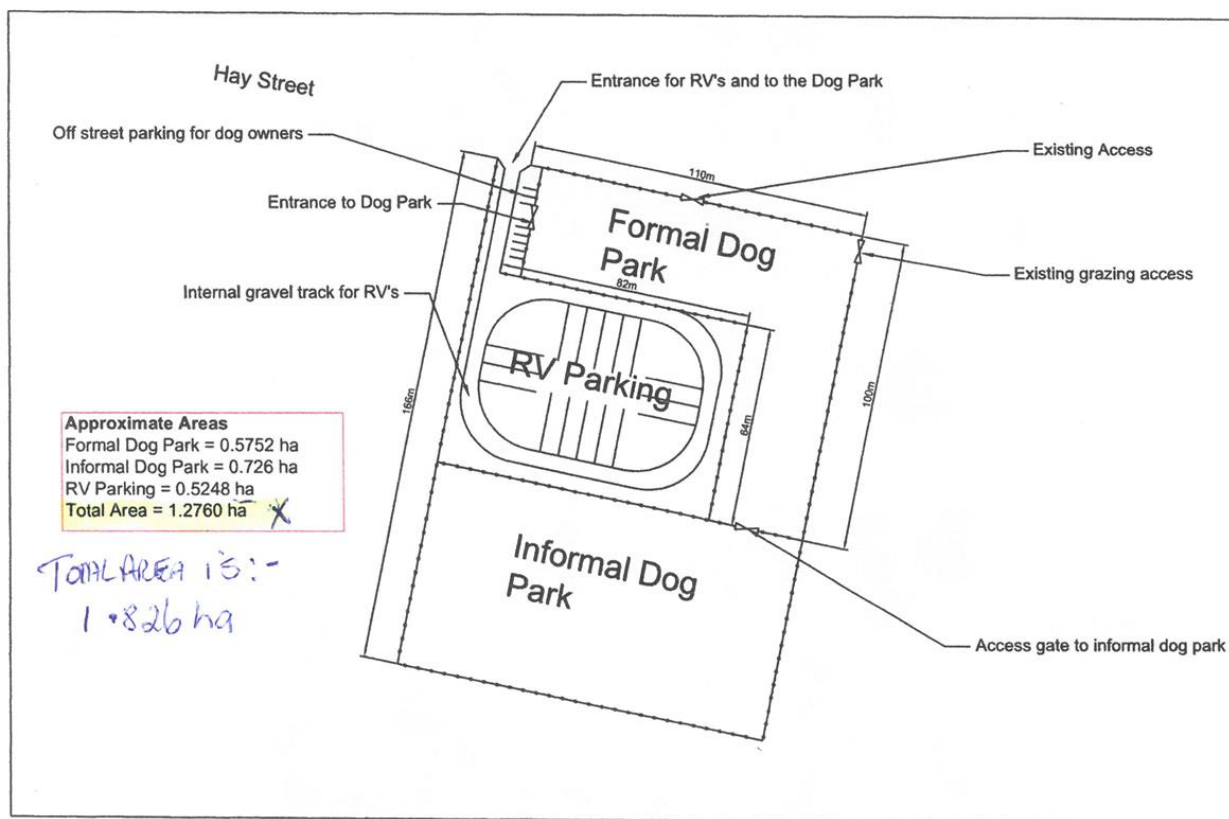 Hay Street
Entrance for RV's and to the Dog Park
Off street parking for dog owners
Existing Access
110m
Entrance to Dog Park
Formal Dog
Park
Existing grazing access
82m
Internal gravel track for RV's
RV Parking
166m
64m
100m
Approximate Areas
Formal Dog Park = 0.5752 ha
Informal Dog Park = 0.726 ha
RV Parking = 0.5248 ha
Total Area = 1.2760 ha X
TOTAL AREA IS:-
1.826 ha
Informal Dog
Park
Access gate to informal dog park